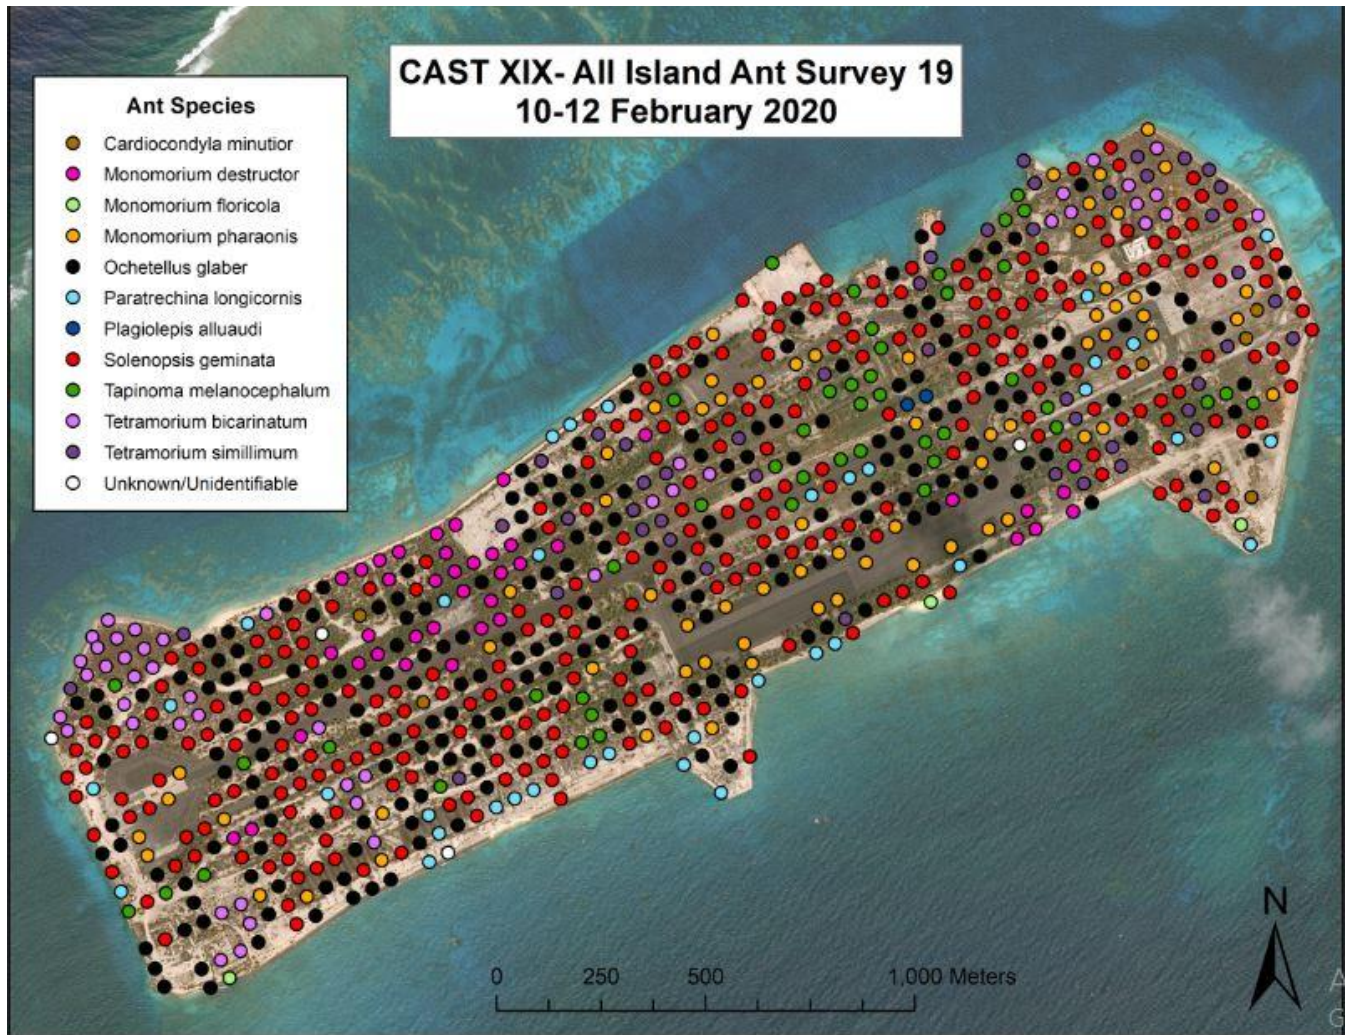 CAST XIX- All Island Ant Survey 19
10-12 February 2020
Ant Species
Cardiocondyla minutior
Monomorium destructor
Monomorium floricola
Monomorium pharaonis
Ochetellus glaber
Paratrechina longicornis
Plagiolepis alluaudi
Solenopsis geminata
Tapinoma melanocephalum
Tetramorium bicarinatum
Tetramorium simillimum
Unknown/Unidentifiable
N
0 250 500 1,000 Meters
A
G